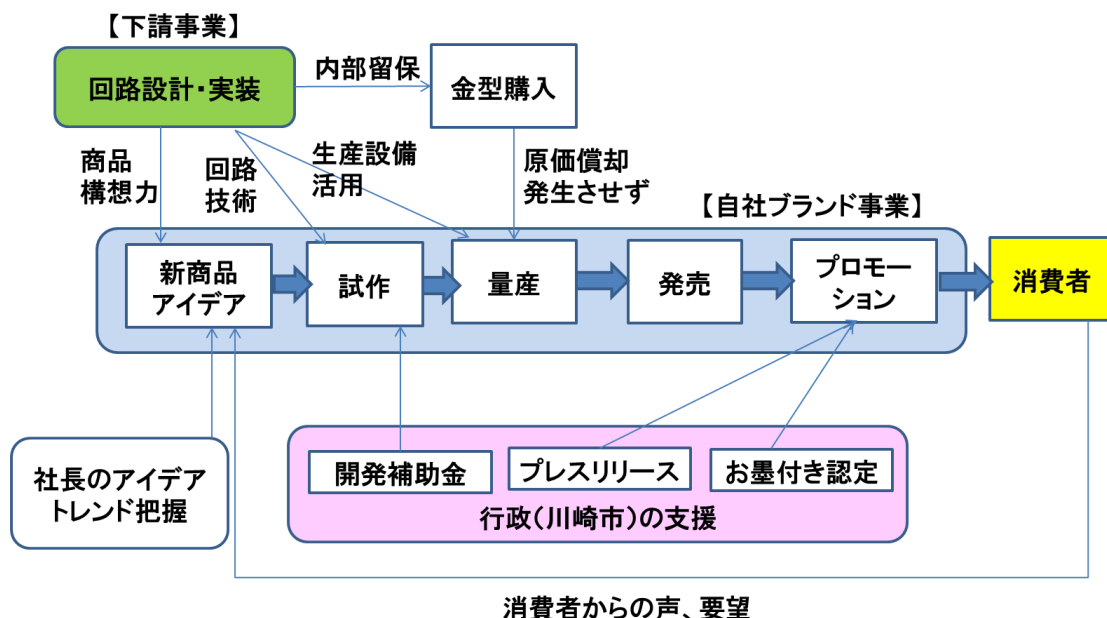 【下請事業】
回路設計・実装
内部留保
金型購入
商品
構想力
回路
技術
生産設備
活用
原価償却
発生させず
【自社ブランド事業】
新商品
アイデア
試作
量産
発売
プロモー
ション
消費者
社長のアイデア
トレンド把握
開発補助金
プレスリリース
お墨付き認定
行政(川崎市)の支援
消費者からの声、要望